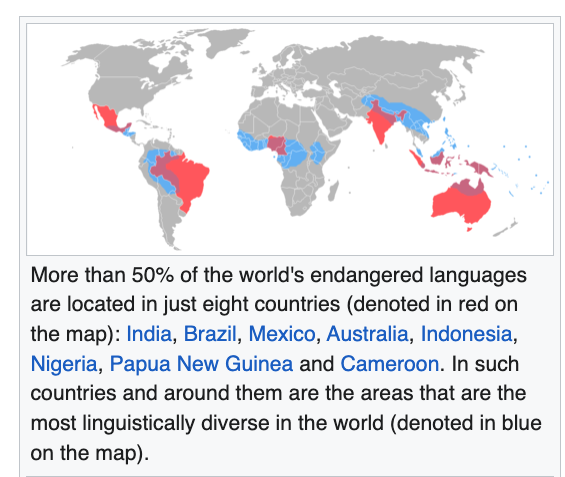 More than 50% of the world's endangered languages
are located in just eight countries (denoted in red on
the map): India, Brazil, Mexico, Australia, Indonesia,
Nigeria, Papua New Guinea and Cameroon. In such
countries and around them are the areas that are the
most linguistically diverse in the world (denoted in blue
on the map).